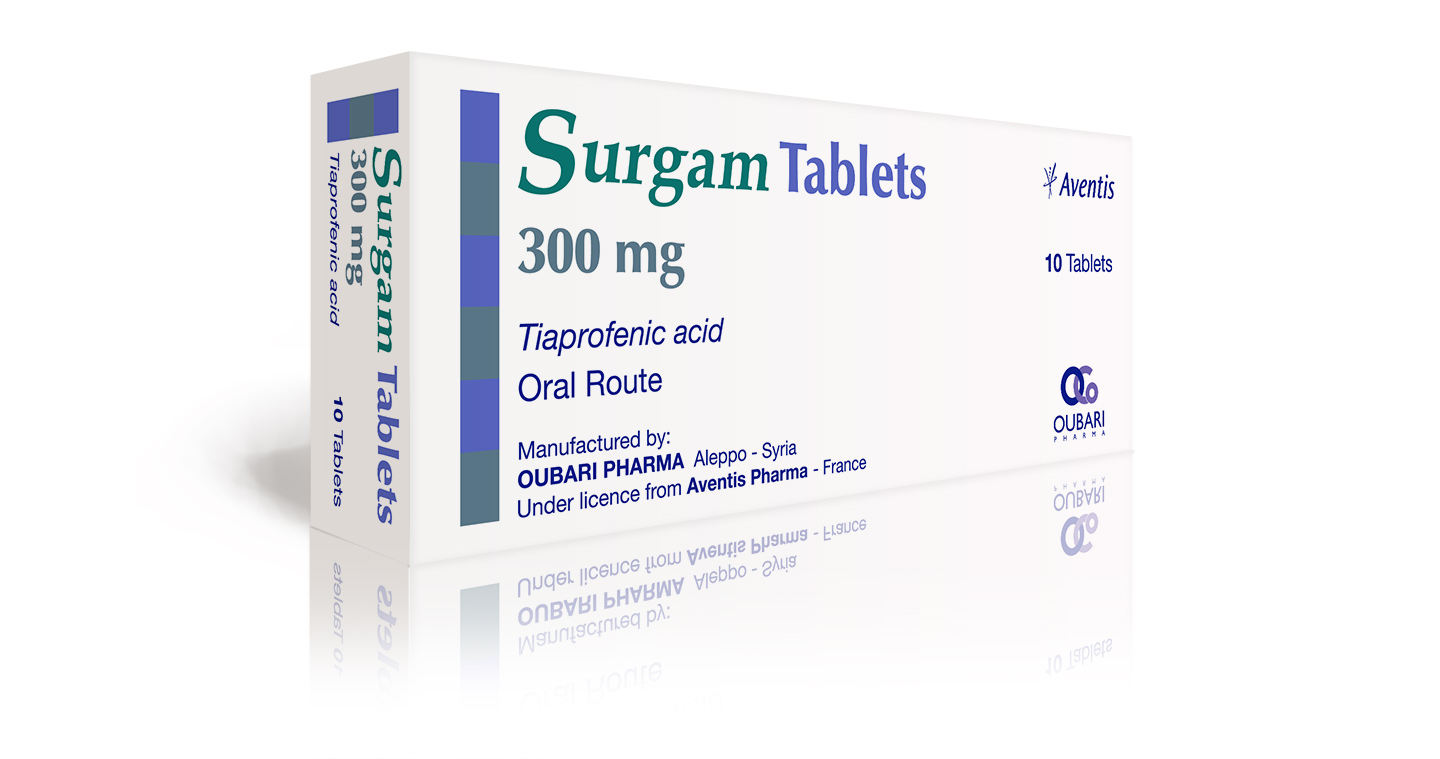 Surgam Tablets
300 mg
Tiaprofenic acid
10 Tablets
Surgam Tablets
300 mg
Tiaprofenic acid
Oral Route
Manufactured by:
OUBARI PHARMA Aleppo - Syria
Under licence from Aventis Pharma - France
Aventis
10 Tablets
OUBARI
PHARMA